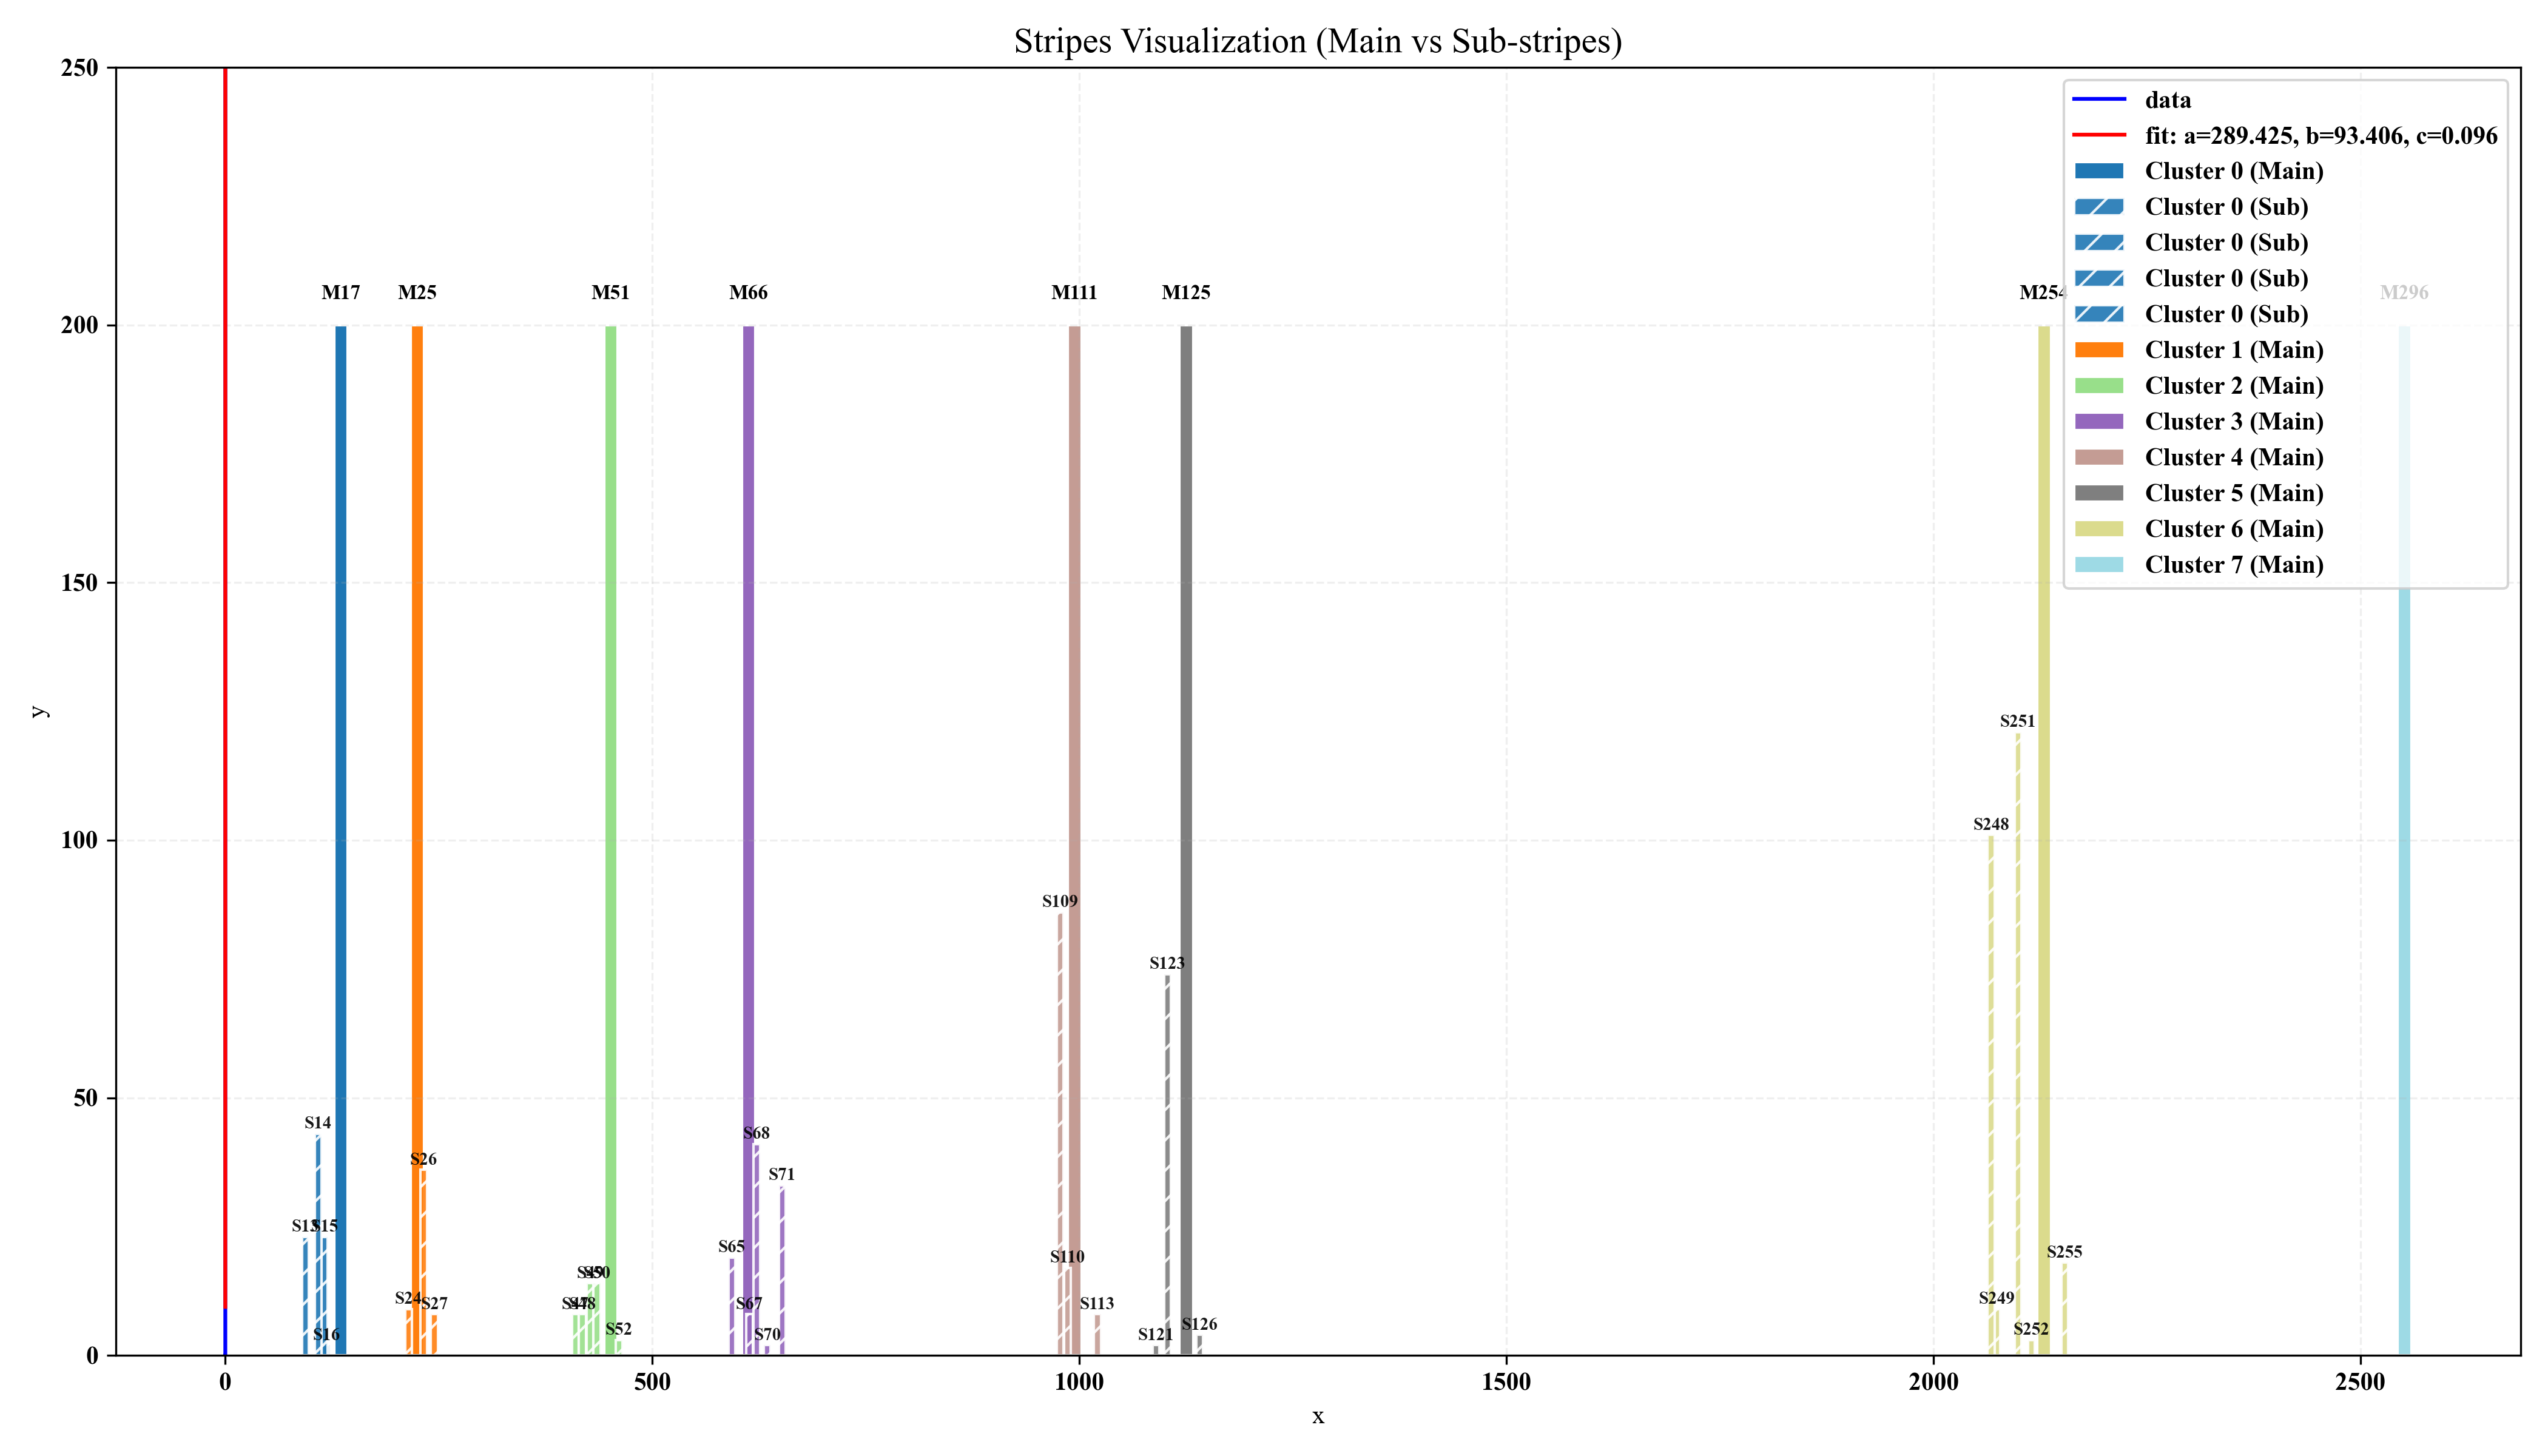 Stripes Visualization (Main vs Sub-stripes)
250
200
150
100
50
0
y
data
fit: a=289.425, b=93.406, c=0.096
Cluster 0 (Main)
Cluster 0 (Sub)
Cluster 0 (Sub)
Cluster 0 (Sub)
Cluster 0 (Sub)
Cluster 1 (Main)
Cluster 2 (Main)
Cluster 3 (Main)
Cluster 4 (Main)
Cluster 5 (Main)
Cluster 6 (Main)
Cluster 7 (Main)
M17 M25 M51 M66 M111 M125 M254 M296
S251
S248
S109
S123
S14
S68
S26
S71
S13 S15
S65
S110
S255
S50
S24 S27 S48 S67 S113 S249
S16 S52 S70 S121 S126 S252
0 500 1000 1500 2000 2500
x